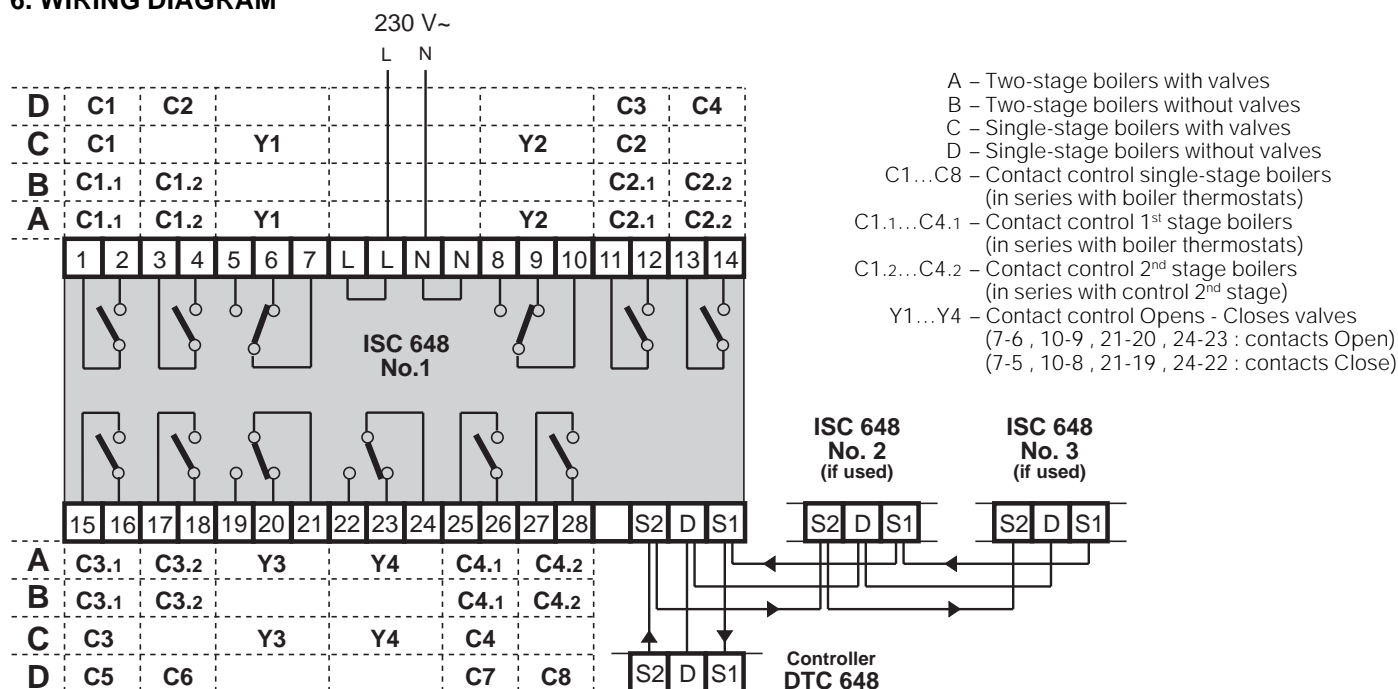 6. WIRING DIAGRAM
230 V~
L N
D C1 C2 C3 C4
C C1 Y1 Y2 C2
B C1.1 C1.2 C2.1 C2.2
A C1.1 C1.2 Y1 Y2 C2.1 C2.2
1 2 3 4 5 6 7 L L N N 8 9 10 11 12 13 14
ISC 648
No.1
15 16 17 18 19 20 21 22 23 24 25 26 27 28 S2 D S1
A C3.1 C3.2 Y3 Y4 C4.1 C4.2
B C3.1 C3.2 C4.1 C4.2
C C3 Y3 Y4 C4
D C5 C6 C7 C8
A – Two-stage boilers with valves
B – Two-stage boilers without valves
C – Single-stage boilers with valves
D – Single-stage boilers without valves
C1...C8 – Contact control single-stage boilers
(in series with boiler thermostats)
C1.1...C4.1 – Contact control 1st stage boilers
(in series with boiler thermostats)
C1.2...C4.2 – Contact control 2nd stage boilers
(in series with control 2nd stage)
Y1...Y4 – Contact control Opens - Closes valves
(7-6 , 10-9 , 21-20 , 24-23 : contacts Open)
(7-5 , 10-8 , 21-19 , 24-22 : contacts Close)
ISC 648
No. 2
(if used)
S2 D S1
ISC 648
No. 3
(if used)
S2 D S1
S2 D S1
Controller
DTC 648